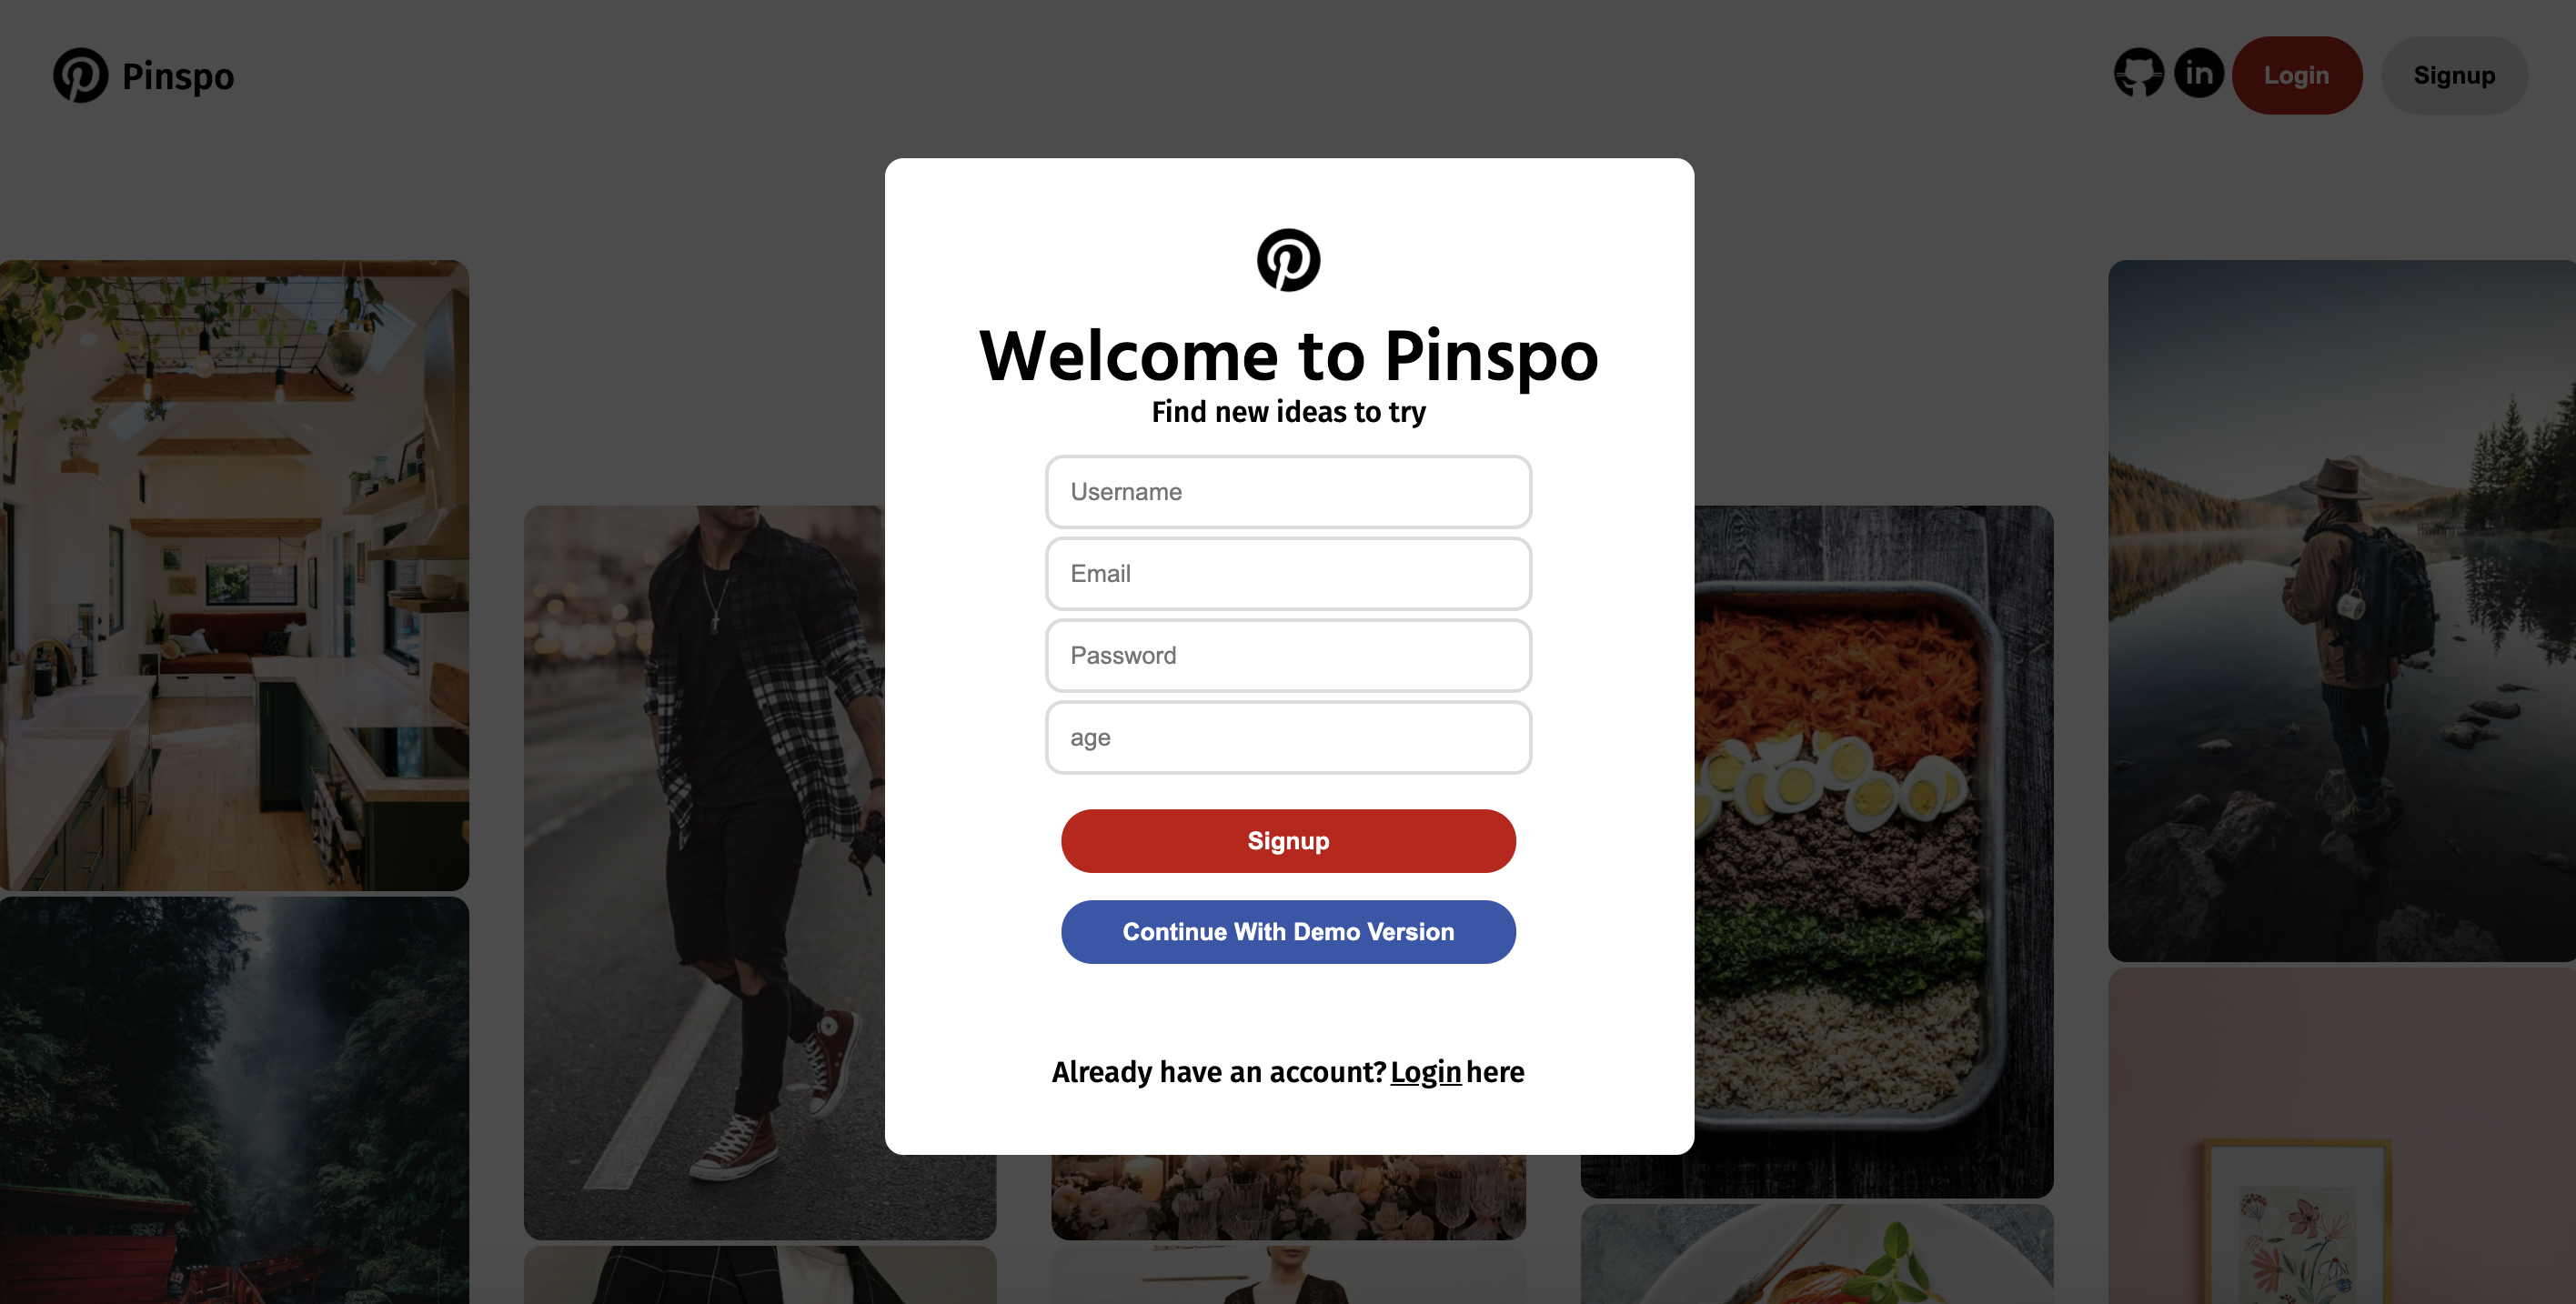 Pinspo
Login
Signup
Welcome to Pinspo
Find new ideas to try
Username
Email
Password
age
Signup
Continue With Demo Version
Already have an account? Login here